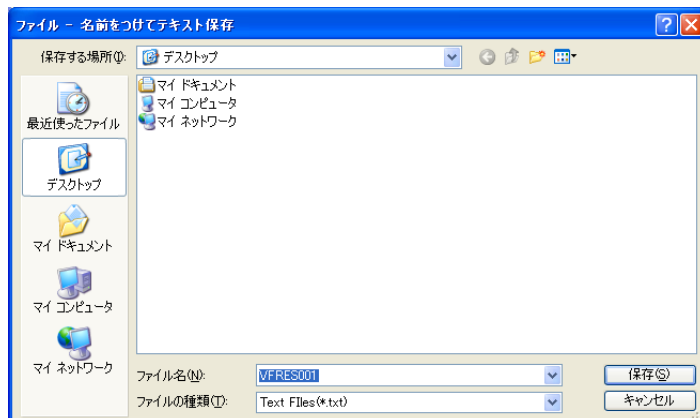 ファイル - 名前をつけてテキスト保存
保存する場所(I):
デスクトップ
最近使ったファイル
デスクトップ
マイ ドキュメント
マイ コンピュータ
マイ ネットワーク
マイ ドキュメント
マイ コンピュータ
マイ ネットワーク
ファイル名(N):
VFRES001
保存(S)
ファイルの種類(T):
Text FIles(*.txt)
キャンセル